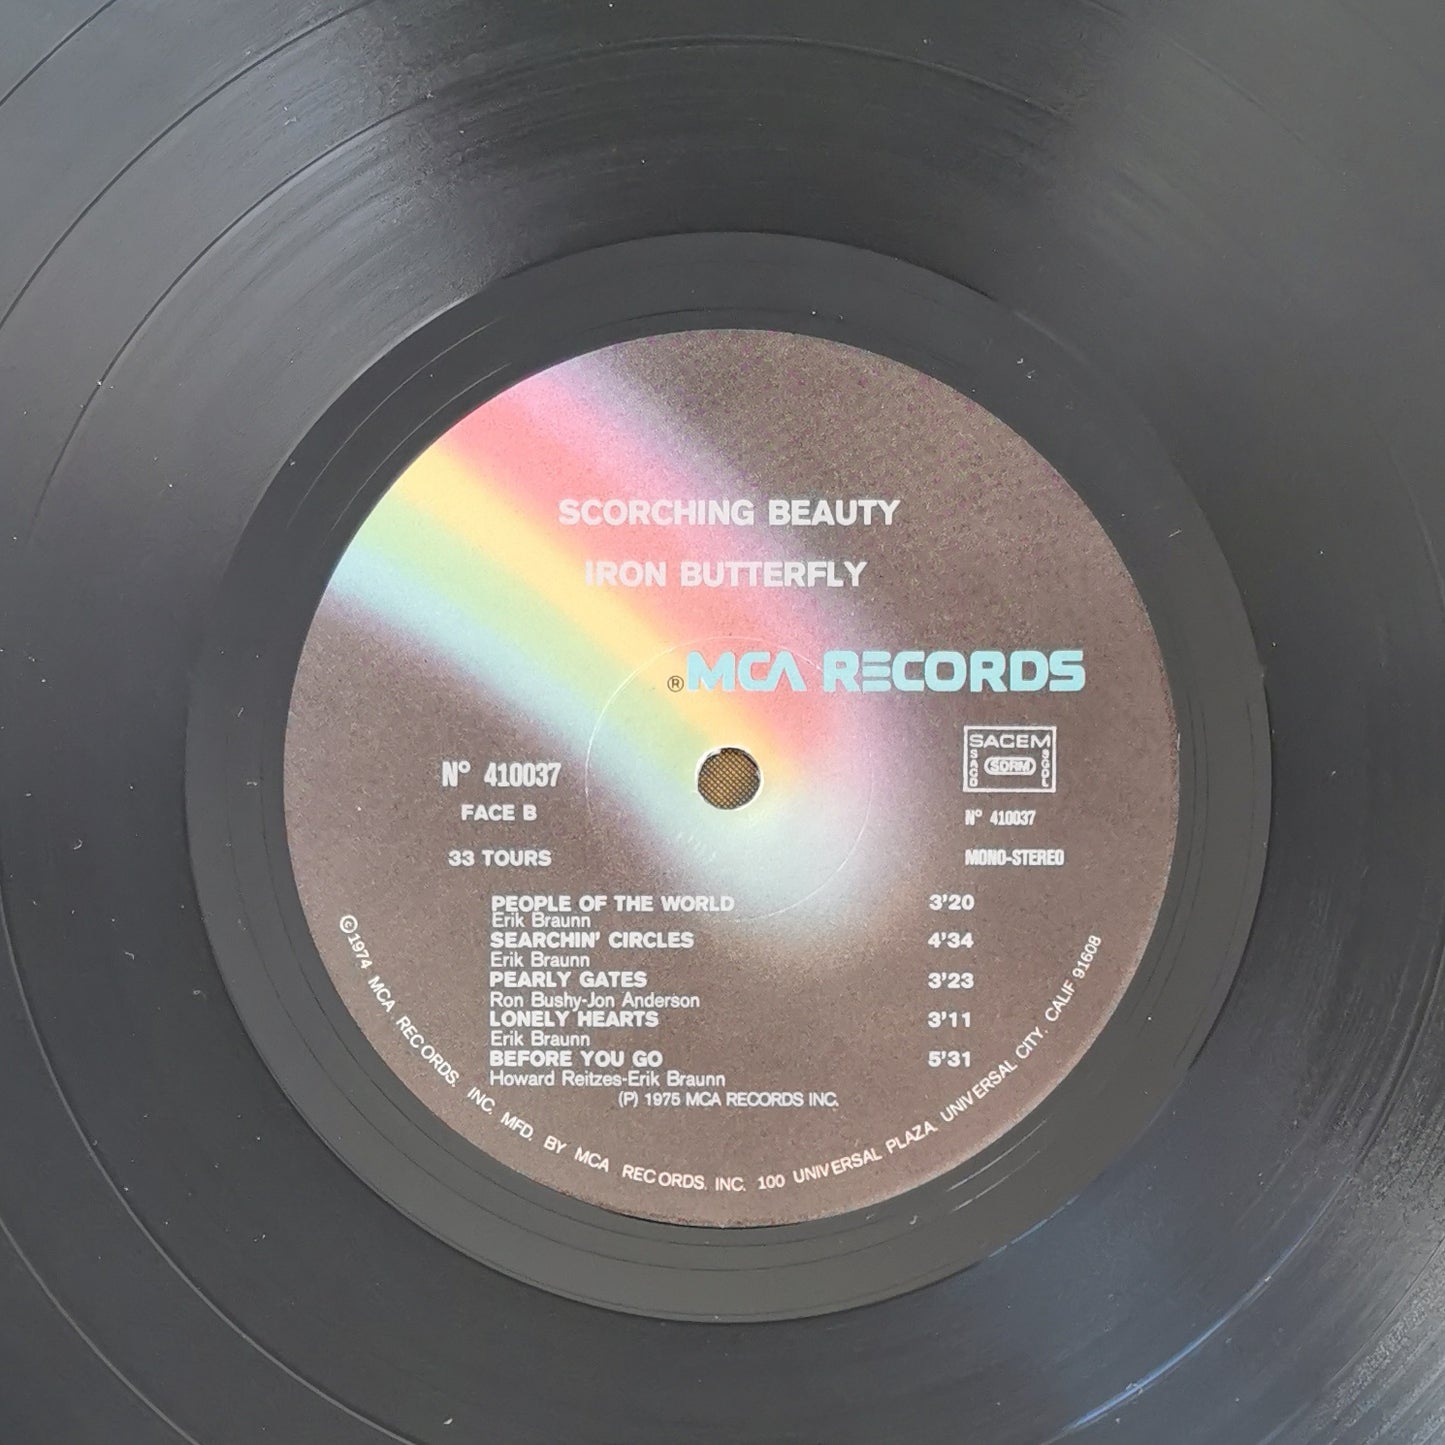 SCORCHING BEAUTY
IRON BUTTERFLY
®MCA RECORDS
SACEM
SACD SDRM SGDL
Nº 410037
FACE B
33 TOURS
Nº 410037
MONO-STEREO
PEOPLE OF THE WORLD 3'20
Erik Braunn
SEARCHIN' CIRCLES 4'34
Erik Braunn
PEARLY GATES 3'23
Ron Bushy-Jon Anderson
LONELY HEARTS 3'11
Erik Braunn
BEFORE YOU GO 5'31
Howard Reitzes-Erik Braunn
(P) 1975 MCA RECORDS INC.
©1974 MCA RECORDS, INC. MFD. BY MCA RECORDS, INC. 100 UNIVERSAL PLAZA, UNIVERSAL CITY, CALIF 91608